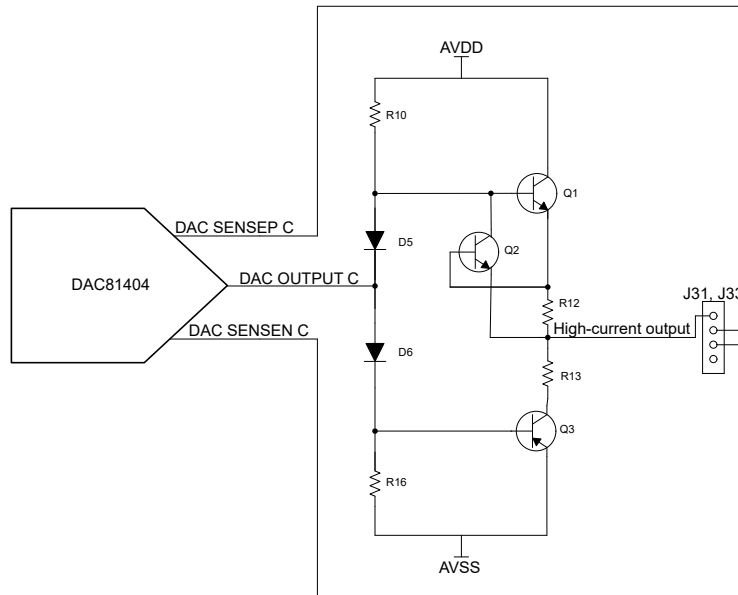 AVDD
R10
Q1
DAC SENSEP C
D5
Q2
DAC81404
DAC OUTPUT C
J31, J33
R12
High-current output
DAC SENSEN C
D6
R13
Q3
R16
AVSS